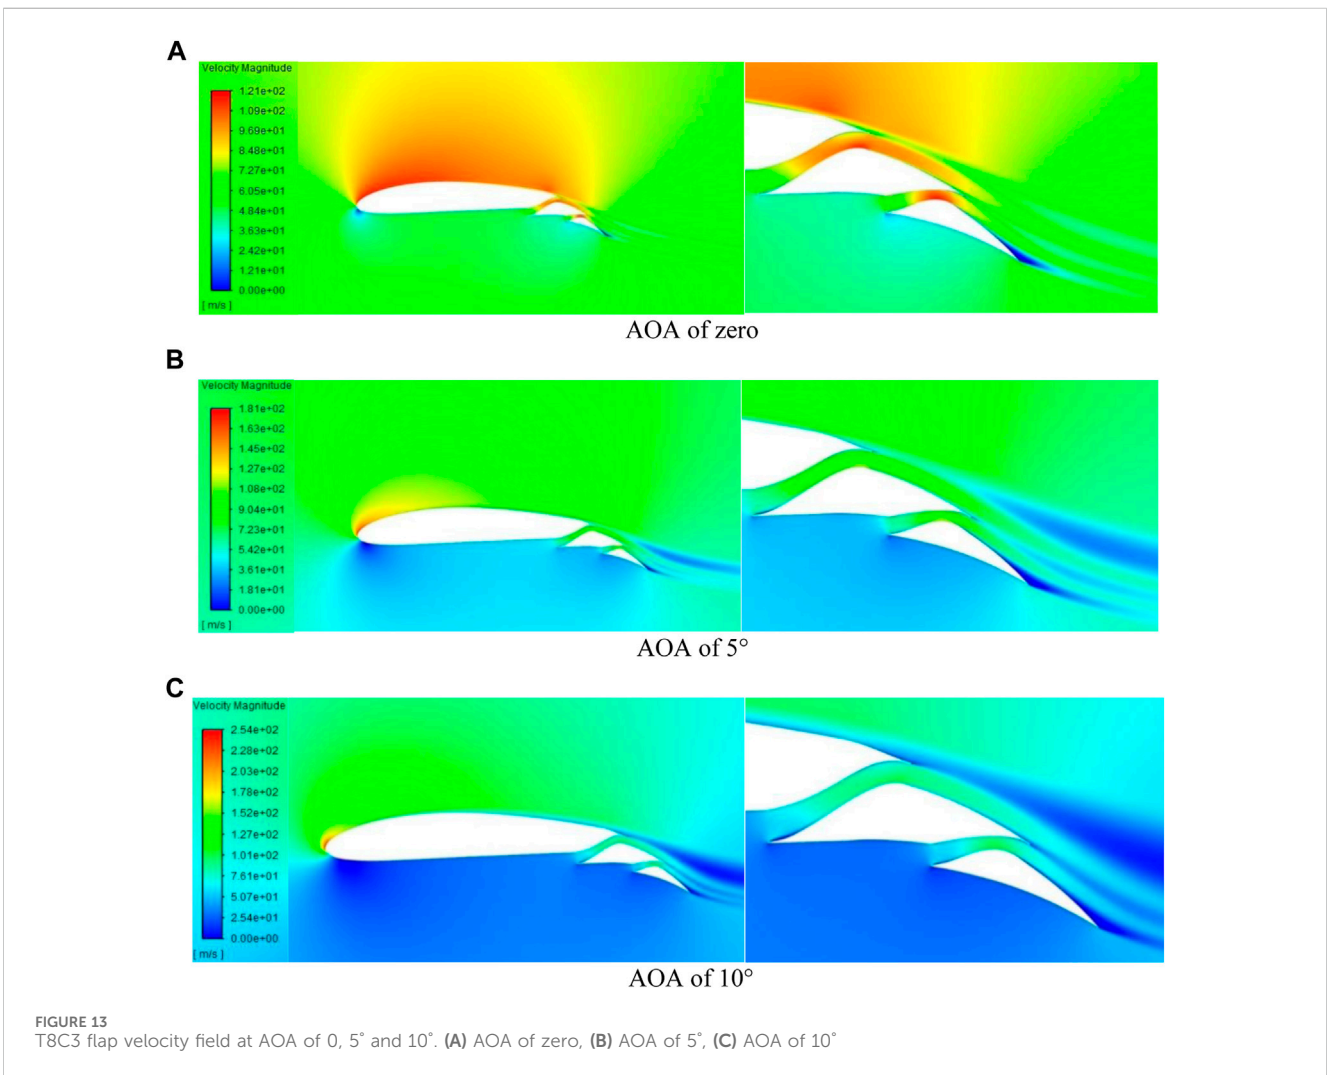 A
Velocity Magnitude
1.21e+02
1.09e+02
9.69e+01
8.48e+01
7.27e+01
6.05e+01
4.84e+01
3.63e+01
2.42e+01
1.21e+01
0.00e+00
[ m/s ]
AOA of zero
B
Velocity Magnitude
1.81e+02
1.63e+02
1.45e+02
1.27e+02
1.08e+02
9.04e+01
7.23e+01
5.42e+01
3.61e+01
1.81e+01
0.00e+00
[ m/s ]
AOA of 5°
C
Velocity Magnitude
2.54e+02
2.28e+02
2.03e+02
1.78e+02
1.52e+02
1.27e+02
1.01e+02
7.61e+01
5.07e+01
2.54e+01
0.00e+00
[ m/s ]
AOA of 10°
FIGURE 13
T8C3 flap velocity field at AOA of 0, 5° and 10°. (A) AOA of zero, (B) AOA of 5°, (C) AOA of 10°